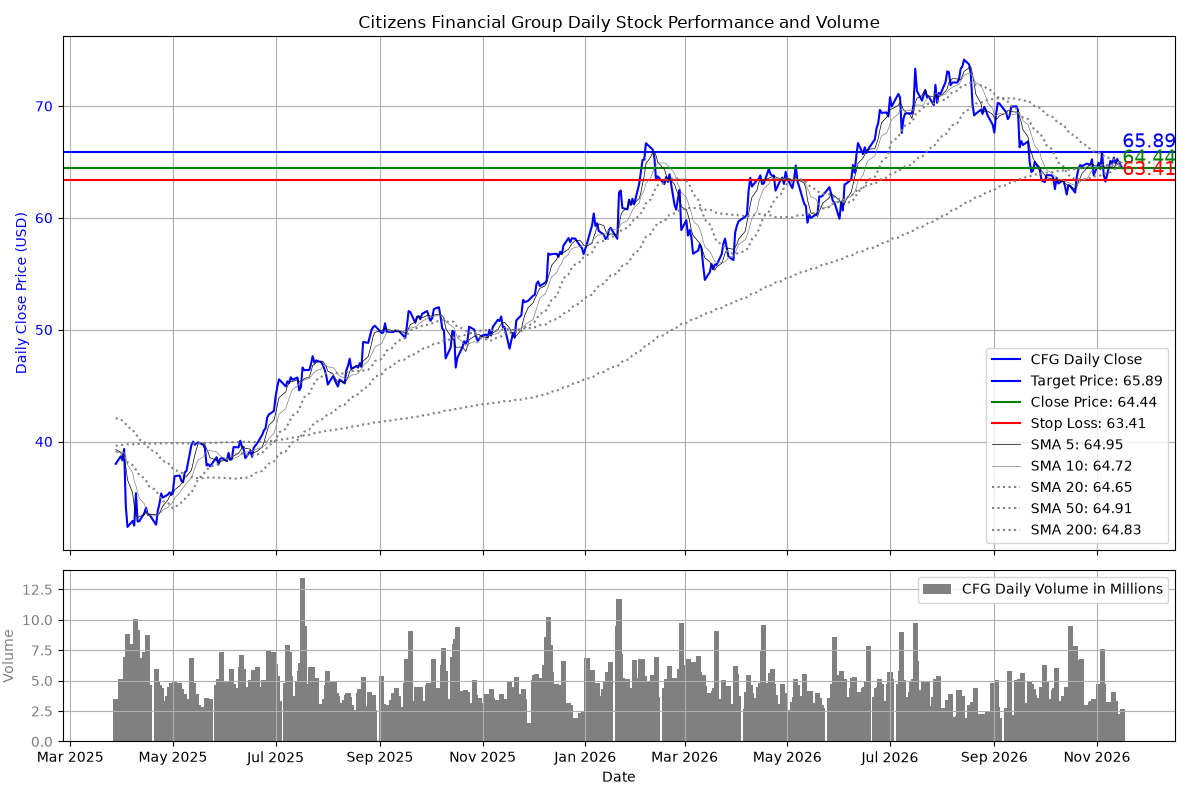 Citizens Financial Group Daily Stock Performance and Volume
Daily Close Price (USD)
70
60
50
40
65.89
64.44
63.41
CFG Daily Close
Target Price: 65.89
Close Price: 64.44
Stop Loss: 63.41
SMA 5: 64.95
SMA 10: 64.72
SMA 20: 64.65
SMA 50: 64.91
SMA 200: 64.83
Volume
12.5
10.0
7.5
5.0
2.5
0.0
CFG Daily Volume in Millions
Mar 2025 May 2025 Jul 2025 Sep 2025 Nov 2025 Jan 2026 Mar 2026 May 2026 Jul 2026 Sep 2026 Nov 2026
Date